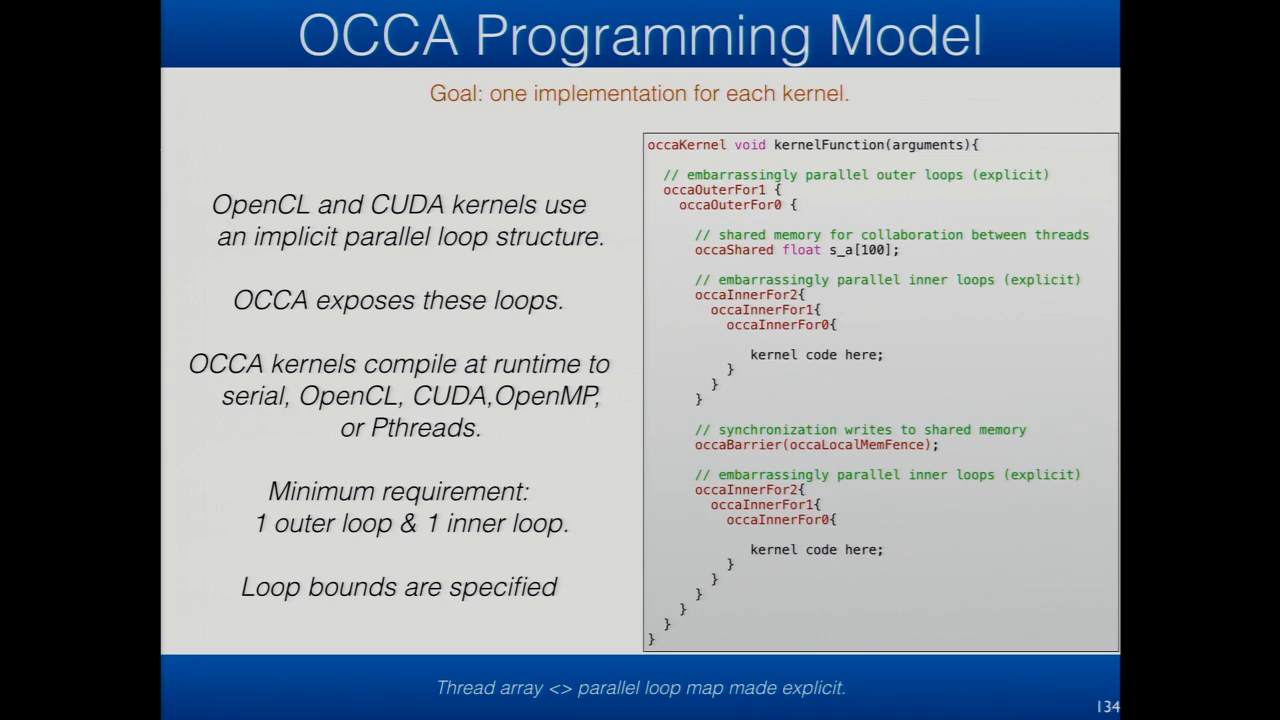 OCCA Programming Model
Goal: one implementation for each kernel.
OpenCL and CUDA kernels use
an implicit parallel loop structure.
OCCA exposes these loops.
OCCA kernels compile at runtime to
serial, OpenCL, CUDA,OpenMP,
or Pthreads.
Minimum requirement:
1 outer loop & 1 inner loop.
Loop bounds are specified
occaKernel void kernelFunction(arguments){
// embarrassingly parallel outer loops (explicit)
occaOuterFor1 {
occaOuterFor0 {
// shared memory for collaboration between threads
occaShared float s_a[100];
// embarrassingly parallel inner loops (explicit)
occaInnerFor2{
occaInnerFor1{
occaInnerFor0{
kernel code here;
}
}
}
// synchronization writes to shared memory
occaBarrier(occaLocalMemFence);
// embarrassingly parallel inner loops (explicit)
occaInnerFor2{
occaInnerFor1{
occaInnerFor0{
kernel code here;
}
}
}
}
}
}
Thread array <> parallel loop map made explicit.
134